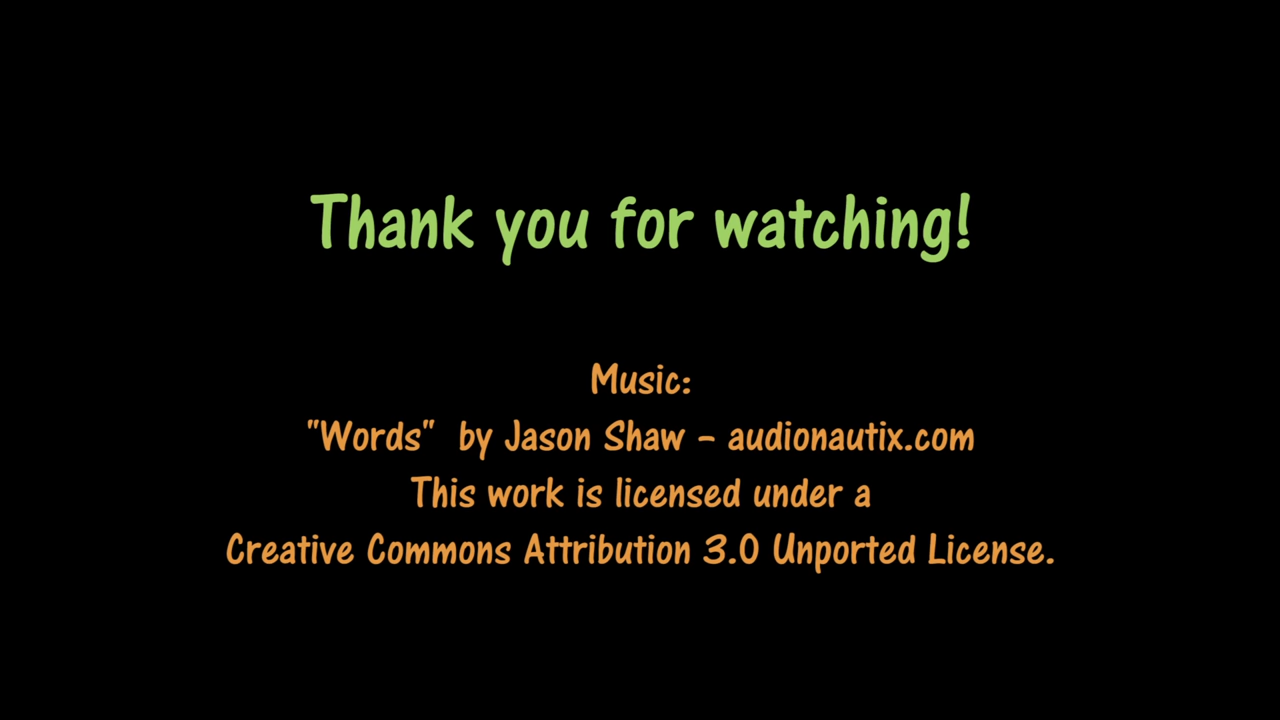 Thank you for watching!
Music:
"Words"  by Jason Shaw - audionautix.com
This work is licensed under a
Creative Commons Attribution 3.0 Unported License.